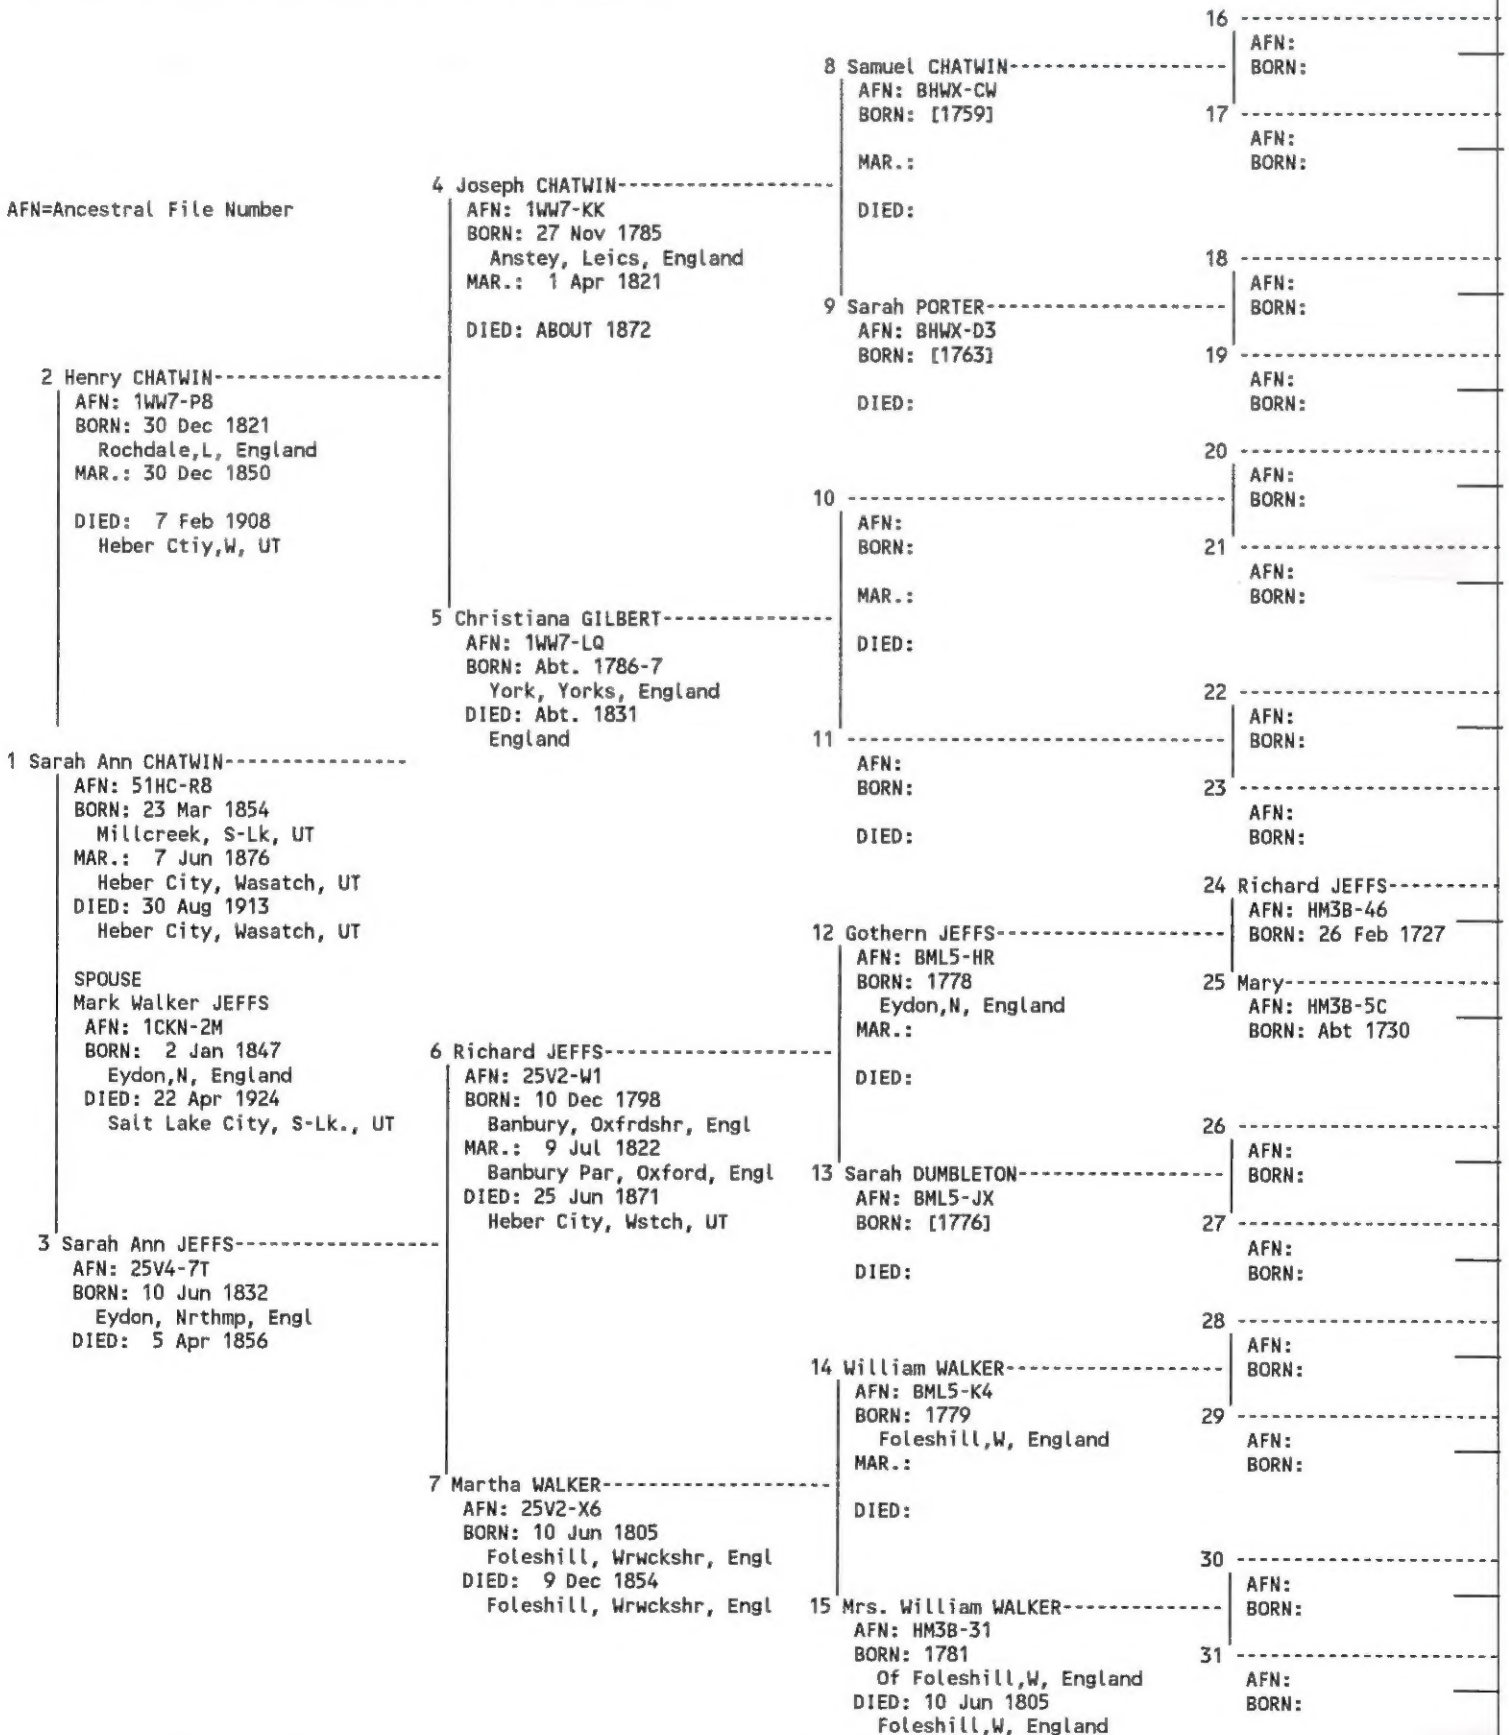 AFN=Ancestral File Number
1 Sarah Ann CHATWIN---------------
AFN: 51HC-R8
BORN: 23 Mar 1854
Millcreek, S-Lk, UT
MAR.: 7 Jun 1876
Heber City, Wasatch, UT
DIED: 30 Aug 1913
Heber City, Wasatch, UT
SPOUSE
Mark Walker JEFFS
AFN: 1CKN-2M
BORN: 2 Jan 1847
Eydon,N, England
DIED: 22 Apr 1924
Salt Lake City, S-Lk., UT
2 Henry CHATWIN-------------------
AFN: 1WW7-P8
BORN: 30 Dec 1821
Rochdale,L, England
MAR.: 30 Dec 1850
DIED: 7 Feb 1908
Heber Ctiy,W, UT
3 Sarah Ann JEFFS-----------------
AFN: 25V4-7T
BORN: 10 Jun 1832
Eydon, Nrthmp, Engl
DIED: 5 Apr 1856
4 Joseph CHATWIN------------------
AFN: 1WW7-KK
BORN: 27 Nov 1785
Anstey, Leics, England
MAR.: 1 Apr 1821
DIED: ABOUT 1872
5 Christiana GILBERT--------------
AFN: 1WW7-LQ
BORN: Abt. 1786-7
York, Yorks, England
DIED: Abt. 1831
England
6 Richard JEFFS-------------------
AFN: 25V2-W1
BORN: 10 Dec 1798
Banbury, Oxfrdshr, Engl
MAR.: 9 Jul 1822
Banbury Par, Oxford, Engl
DIED: 25 Jun 1871
Heber City, Wstch, UT
7 Martha WALKER-------------------
AFN: 25V2-X6
BORN: 10 Jun 1805
Foleshill, Wrwckshr, Engl
DIED: 9 Dec 1854
Foleshill, Wrwckshr, Engl
8 Samuel CHATWIN------------------
AFN: BHWX-CW
BORN: [1759]
MAR.:
DIED:
9 Sarah PORTER--------------------
AFN: BHWX-D3
BORN: [1763]
DIED:
10 --------------------------------
AFN:
BORN:
MAR.:
DIED:
11 --------------------------------
AFN:
BORN:
DIED:
12 Gothern JEFFS-------------------
AFN: BML5-HR
BORN: 1778
Eydon,N, England
MAR.:
DIED:
13 Sarah DUMBLETON-----------------
AFN: BML5-JX
BORN: [1776]
DIED:
14 William WALKER------------------
AFN: BML5-K4
BORN: 1779
Foleshill,W, England
MAR.:
DIED:
15 Mrs. William WALKER-------------
AFN: HM3B-31
BORN: 1781
Of Foleshill,W, England
DIED: 10 Jun 1805
Foleshill,W, England
16 ----------------------
AFN:
BORN:
17 ----------------------
AFN:
BORN:
18 ----------------------
AFN:
BORN:
19 ----------------------
AFN:
BORN:
20 ----------------------
AFN:
BORN:
21 ----------------------
AFN:
BORN:
22 ----------------------
AFN:
BORN:
23 ----------------------
AFN:
BORN:
24 Richard JEFFS---------
AFN: HM3B-46
BORN: 26 Feb 1727
25 Mary------------------
AFN: HM3B-5C
BORN: Abt 1730
26 ----------------------
AFN:
BORN:
27 ----------------------
AFN:
BORN:
28 ----------------------
AFN:
BORN:
29 ----------------------
AFN:
BORN:
30 ----------------------
AFN:
BORN:
31 ----------------------
AFN:
BORN: